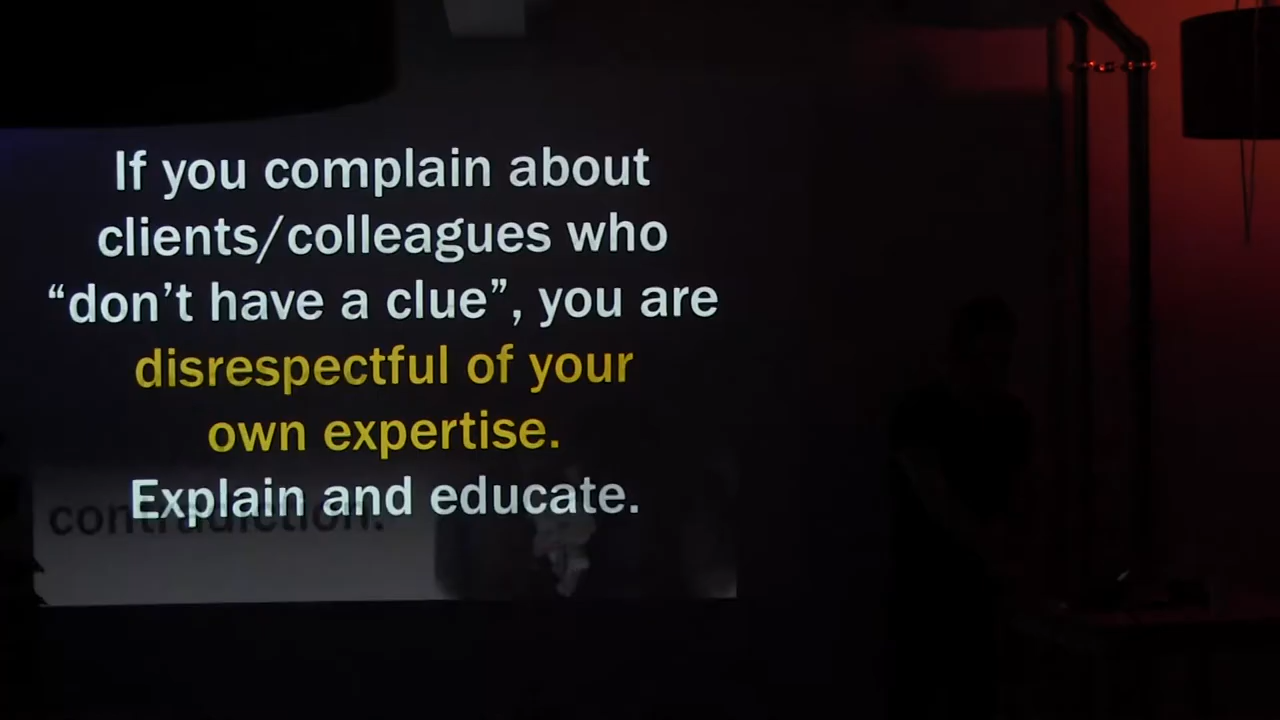 If you complain about
clients/colleagues who
“don’t have a clue”, you are
disrespectful of your
own expertise.
Explain and educate.
contradiction.